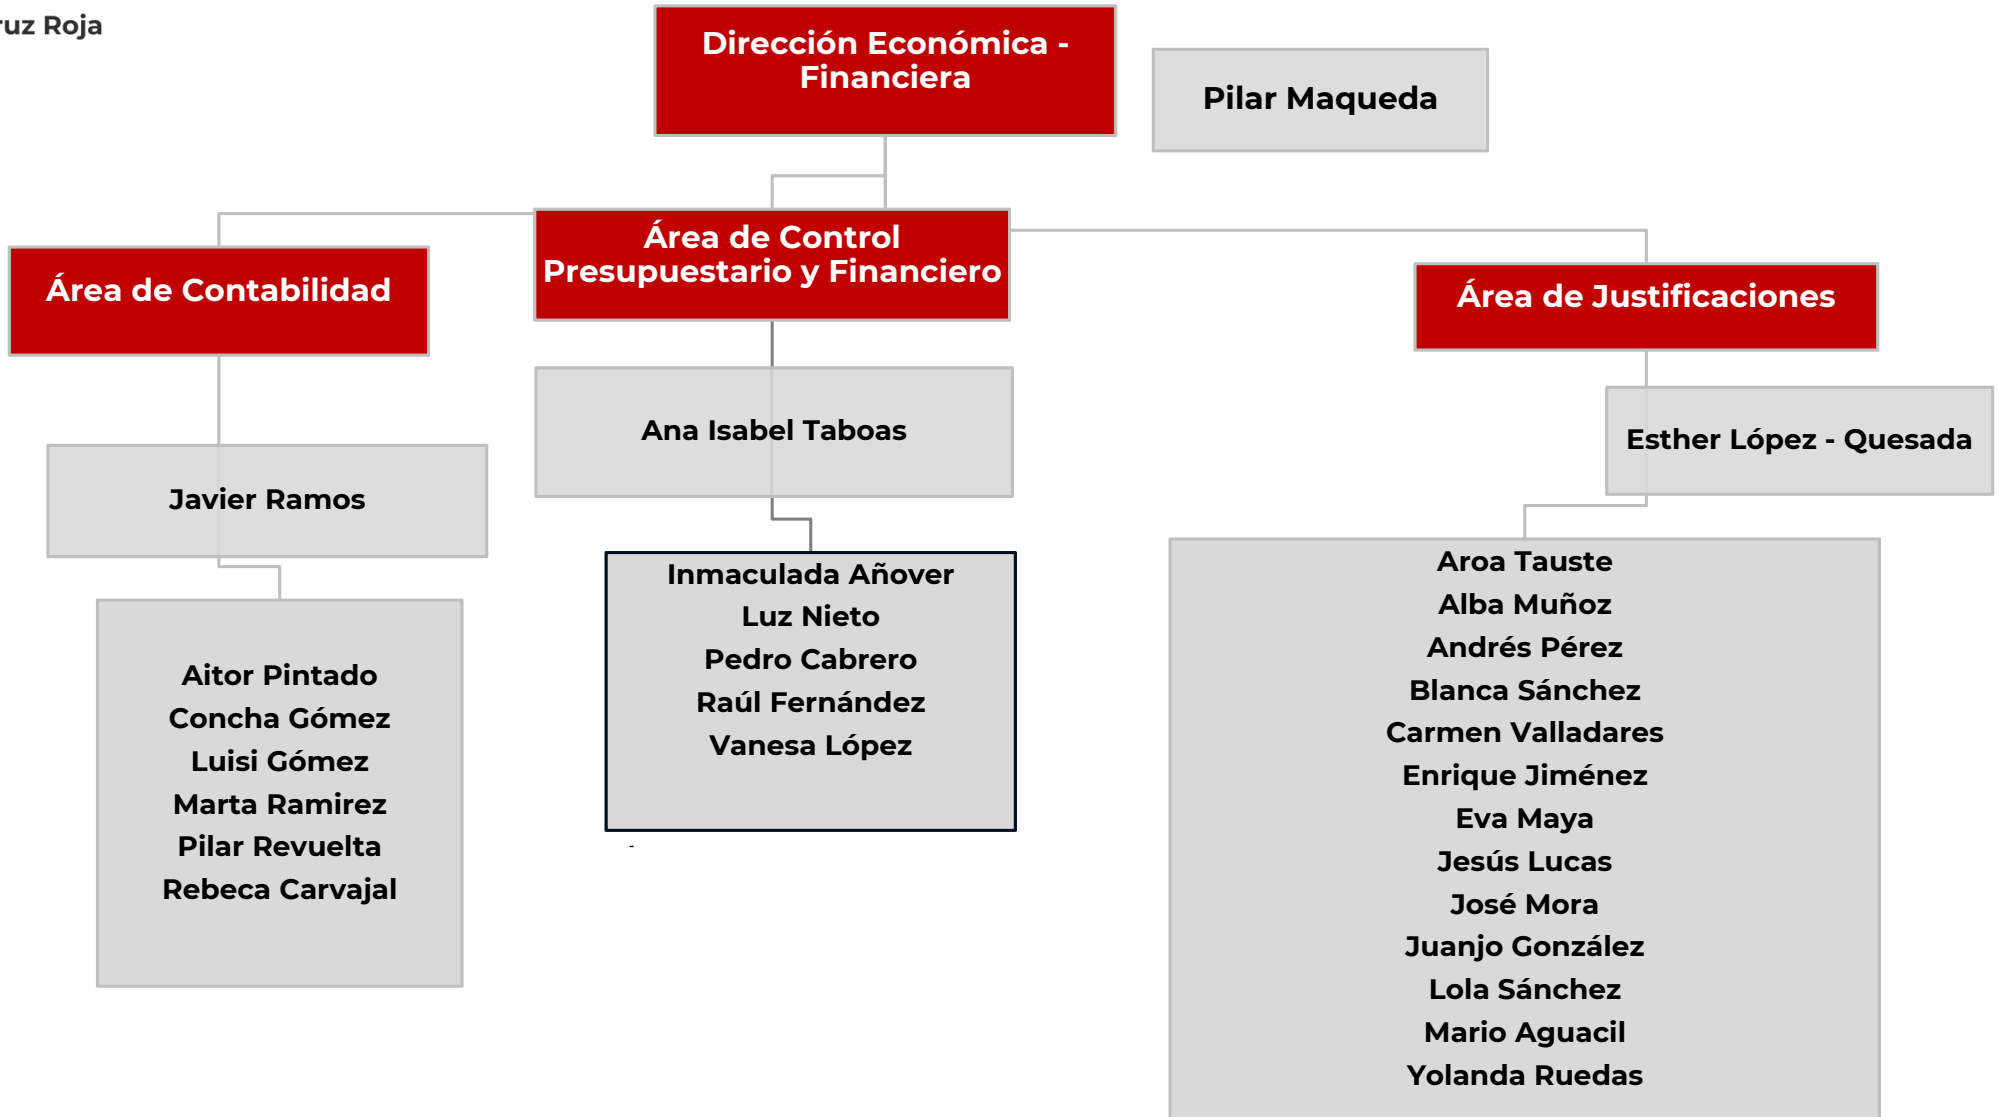 ruz Roja
Dirección Económica -
Financiera
Pilar Maqueda
Área de Control
Presupuestario y Financiero
Área de Contabilidad
Área de Justificaciones
Ana Isabel Taboas
Esther López - Quesada
Javier Ramos
Inmaculada Añover
Luz Nieto
Pedro Cabrero
Raúl Fernández
Vanesa López
-
Aitor Pintado
Concha Gómez
Luisi Gómez
Marta Ramirez
Pilar Revuelta
Rebeca Carvajal
Aroa Tauste
Alba Muñoz
Andrés Pérez
Blanca Sánchez
Carmen Valladares
Enrique Jiménez
Eva Maya
Jesús Lucas
José Mora
Juanjo González
Lola Sánchez
Mario Aguacil
Yolanda Ruedas